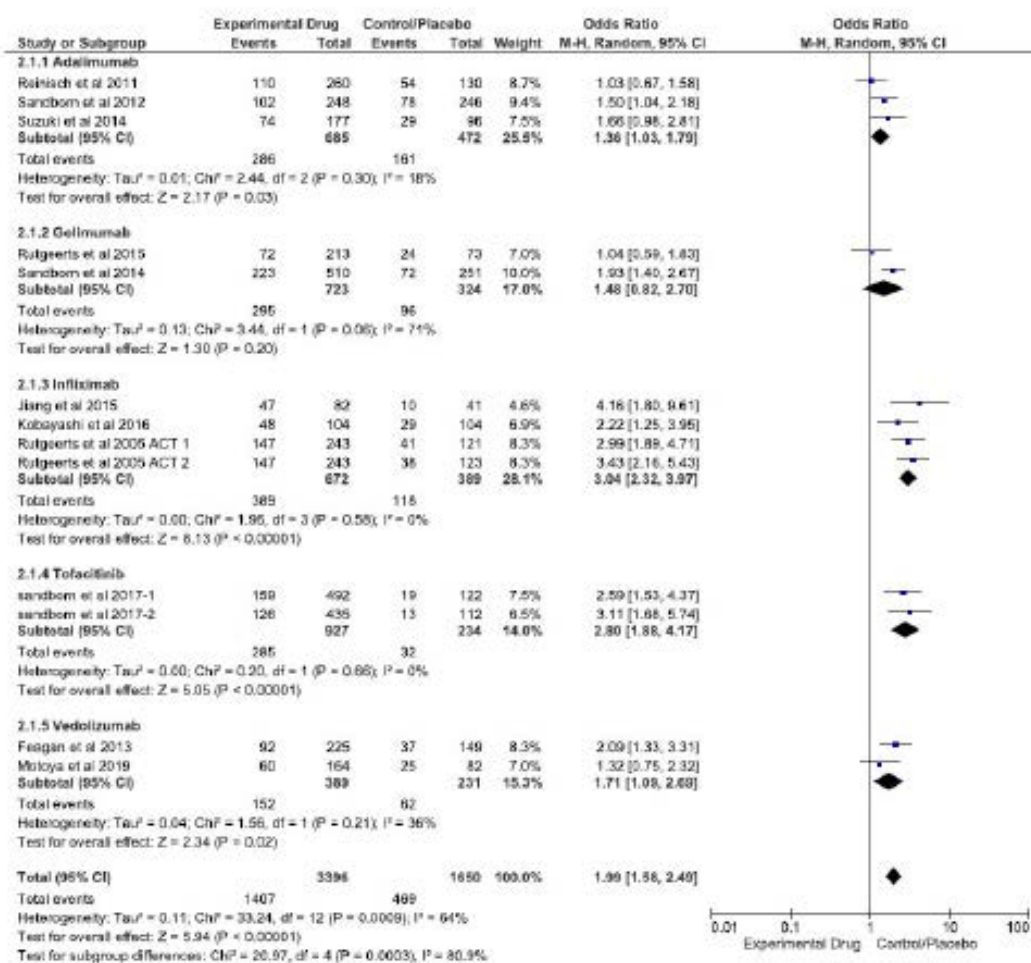 Experimental Drug Control/Placebo Odds Ratio Odds Ratio
Study or Subgroup Events Total Events Total Weight M-H, Random, 95% CI M-H, Random, 95% CI
2.1.1 Adalimumab
Reinisch et al 2011 110 260 54 130 8.7% 1.03 [0.67, 1.58]
Sandborn et al 2012 102 248 78 246 9.4% 1.50 [1.04, 2.18]
Suzuki et al 2014 74 177 29 96 7.5% 1.66 [0.98, 2.81]
Subtotal (95% CI) 685 472 25.5% 1.36 [1.03, 1.79]
Total events 286 161
Heterogeneity: Tau² = 0.01; Chi² = 2.44, df = 2 (P = 0.30); I² = 18%
Test for overall effect: Z = 2.17 (P = 0.03)
2.1.2 Golimumab
Rutgeerts et al 2015 72 213 24 73 7.0% 1.04 [0.59, 1.83]
Sandborn et al 2014 223 510 72 251 10.0% 1.93 [1.40, 2.67]
Subtotal (95% CI) 723 324 17.0% 1.48 [0.82, 2.70]
Total events 295 96
Heterogeneity: Tau² = 0.13; Chi² = 3.44, df = 1 (P = 0.06); I² = 71%
Test for overall effect: Z = 1.30 (P = 0.20)
2.1.3 Infliximab
Jiang et al 2015 47 82 10 41 4.6% 4.16 [1.80, 9.61]
Kobayashi et al 2016 48 104 29 104 6.9% 2.22 [1.25, 3.95]
Rutgeerts et al 2005 ACT 1 147 243 41 121 8.3% 2.99 [1.89, 4.71]
Rutgeerts et al 2005 ACT 2 147 243 38 123 8.3% 3.43 [2.16, 5.43]
Subtotal (95% CI) 672 389 28.1% 3.04 [2.32, 3.97]
Total events 389 118
Heterogeneity: Tau² = 0.00; Chi² = 1.95, df = 3 (P = 0.58); I² = 0%
Test for overall effect: Z = 8.13 (P < 0.00001)
2.1.4 Tofacitinib
sandborn et al 2017-1 159 492 19 122 7.5% 2.59 [1.53, 4.37]
sandborn et al 2017-2 126 435 13 112 6.5% 3.11 [1.68, 5.74]
Subtotal (95% CI) 927 234 14.0% 2.80 [1.88, 4.17]
Total events 285 32
Heterogeneity: Tau² = 0.00; Chi² = 0.20, df = 1 (P = 0.66); I² = 0%
Test for overall effect: Z = 5.05 (P < 0.00001)
2.1.5 Vedolizumab
Feagan et al 2013 92 225 37 149 8.3% 2.09 [1.33, 3.31]
Motoya et al 2019 60 164 25 82 7.0% 1.32 [0.75, 2.32]
Subtotal (95% CI) 389 231 15.3% 1.71 [1.09, 2.69]
Total events 152 62
Heterogeneity: Tau² = 0.04; Chi² = 1.56, df = 1 (P = 0.21); I² = 36%
Test for overall effect: Z = 2.34 (P = 0.02)
Total (95% CI) 3396 1650 100.0% 1.99 [1.58, 2.49]
Total events 1407 469
Heterogeneity: Tau² = 0.11; Chi² = 33.24, df = 12 (P = 0.0009); I² = 64%
Test for overall effect: Z = 5.94 (P < 0.00001)
Test for subgroup differences: Chi² = 20.97, df = 4 (P = 0.0003), I² = 80.9%
0.01 0.1 1 10 100
Experimental Drug Control/Placebo